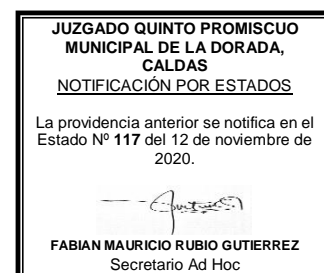 JUZGADO QUINTO PROMISCUO
MUNICIPAL DE LA DORADA,
CALDAS
NOTIFICACIÓN POR ESTADOS
La providencia anterior se notifica en el
Estado Nº 117 del 12 de noviembre de
2020.
FABIAN MAURICIO RUBIO GUTIERREZ
Secretario Ad Hoc